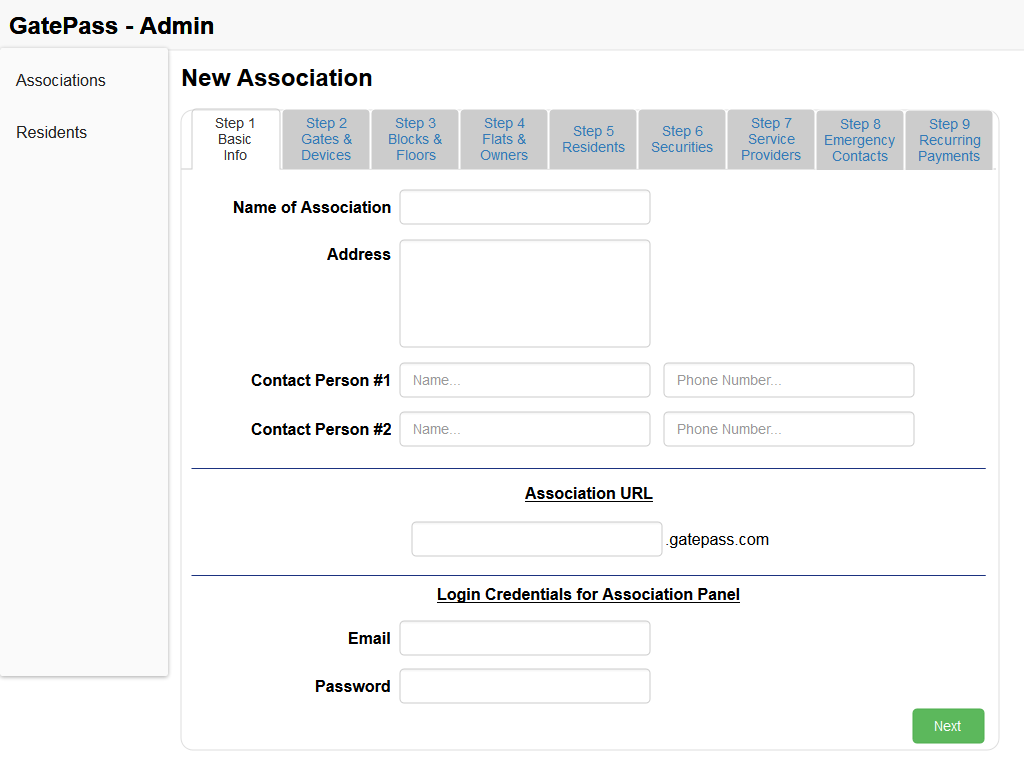 GatePass - Admin
Associations
Residents
New Association
Step 1
Basic
Info
Step 2
Gates &
Devices
Step 3
Blocks &
Floors
Step 4
Flats &
Owners
Step 5
Residents
Step 6
Securities
Step 7
Service
Providers
Step 8
Emergency
Contacts
Step 9
Recurring
Payments
Name of Association
Address
Contact Person #1 Name... Phone Number...
Contact Person #2 Name... Phone Number...
Association URL
.gatepass.com
Login Credentials for Association Panel
Email
Password
Next